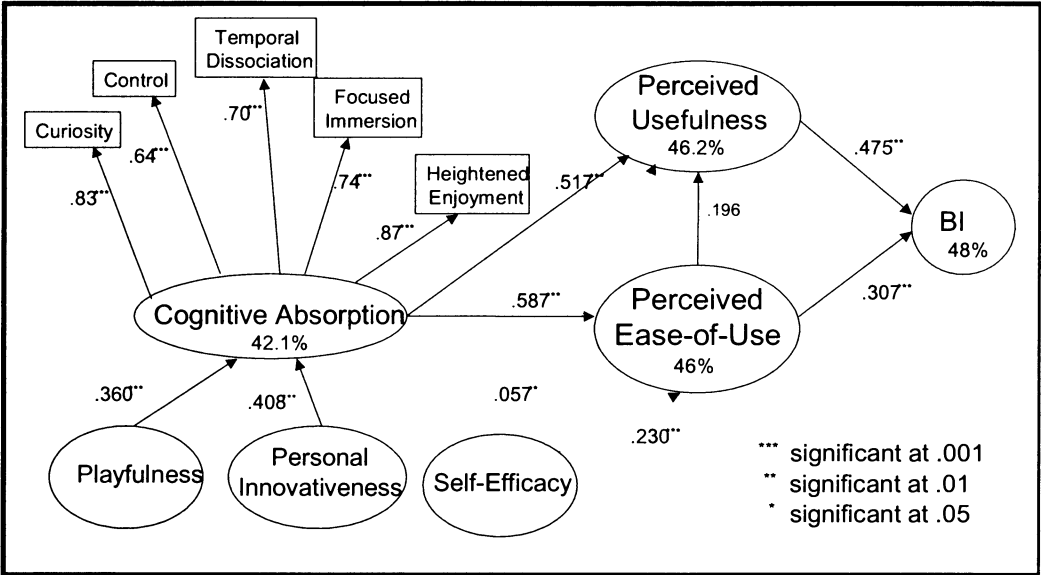 Temporal
Dissociation
Control
Focused
Immersion
Curiosity
.70***
.64***
.83***
.74***
Heightened
Enjoyment
.87***
Perceived
Usefulness
46.2%
.517**
.475**
.196
BI
48%
Cognitive Absorption
42.1%
.587**
Perceived
Ease-of-Use
46%
.307**
.360***
.408***
.057*
.230***
Playfulness
Personal
Innovativeness
Self-Efficacy
*** significant at .001
** significant at .01
* significant at .05